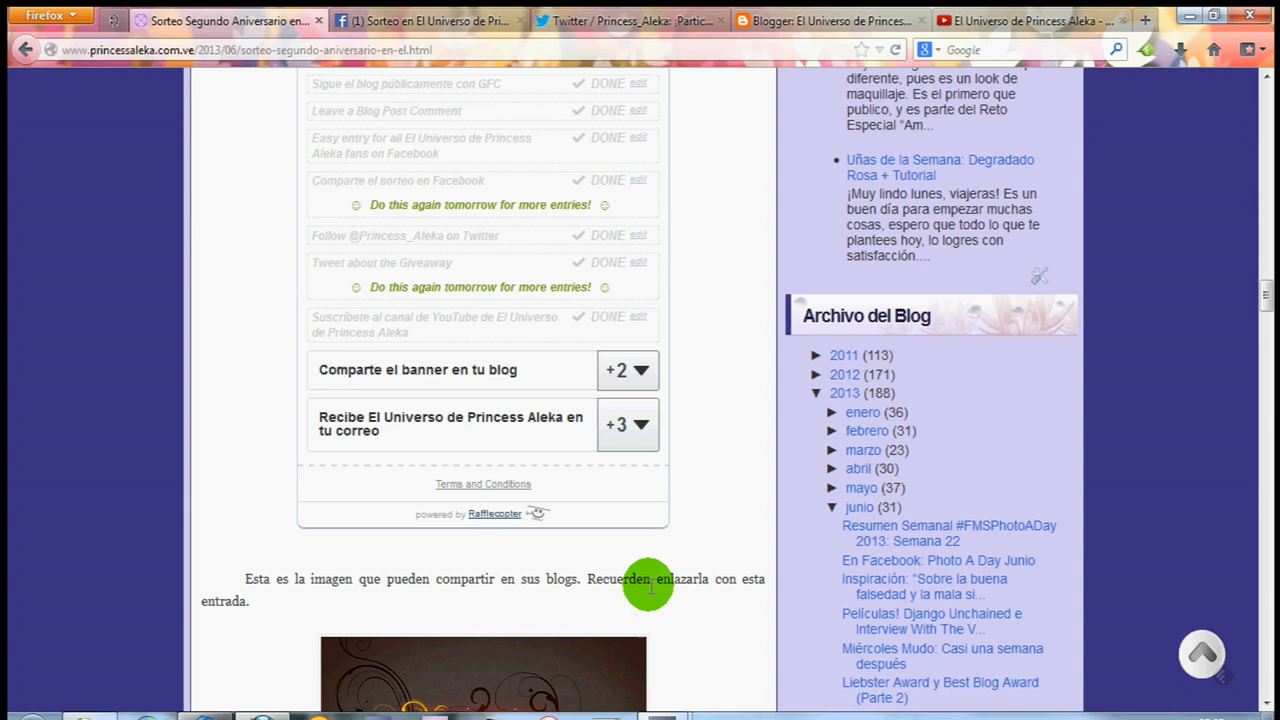 Firefox
Sorteo Segundo Aniversario en...
(1) Sorteo en El Universo de Pri...
Twitter / Princess_Aleka: ¡Partic...
Blogger: El Universo de Princes...
El Universo de Princess Aleka - ...
www.princessaleka.com.ve/2013/06/sorteo-segundo-aniversario-en-el.html
Google
Sigue el blog públicamente con GFC DONE edit
Leave a Blog Post Comment DONE edit
Easy entry for all El Universo de Princess DONE edit
Aleka fans on Facebook
Comparte el sorteo en Facebook DONE edit
Do this again tomorrow for more entries!
Follow @Princess_Aleka on Twitter DONE edit
Tweet about the Giveaway DONE edit
Do this again tomorrow for more entries!
Suscríbete al canal de YouTube de El Universo DONE edit
de Princess Aleka
Comparte el banner en tu blog +2
Recibe El Universo de Princess Aleka en
tu correo +3
Terms and Conditions
powered by Rafflecopter
Esta es la imagen que pueden compartir en sus blogs. Recuerden enlazarla con esta
entrada.
diferente, pues es un look de
maquillaje. Es el primero que
publico, y es parte del Reto
Especial “Am...
Uñas de la Semana: Degradado
Rosa + Tutorial
¡Muy lindo lunes, viajeras! Es un
buen día para empezar muchas
cosas, espero que todo lo que te
plantees hoy, lo logres con
satisfacción....
Archivo del Blog
► 2011 (113)
► 2012 (171)
▼ 2013 (188)
► enero (36)
► febrero (31)
► marzo (23)
► abril (30)
► mayo (37)
▼ junio (31)
Resumen Semanal #FMSPhotoADay
2013: Semana 22
En Facebook: Photo A Day Junio
Inspiración: “Sobre la buena
falsedad y la mala si...
Películas! Django Unchained e
Interview With The V...
Miércoles Mudo: Casi una semana
después
Liebster Award y Best Blog Award
(Parte 2)